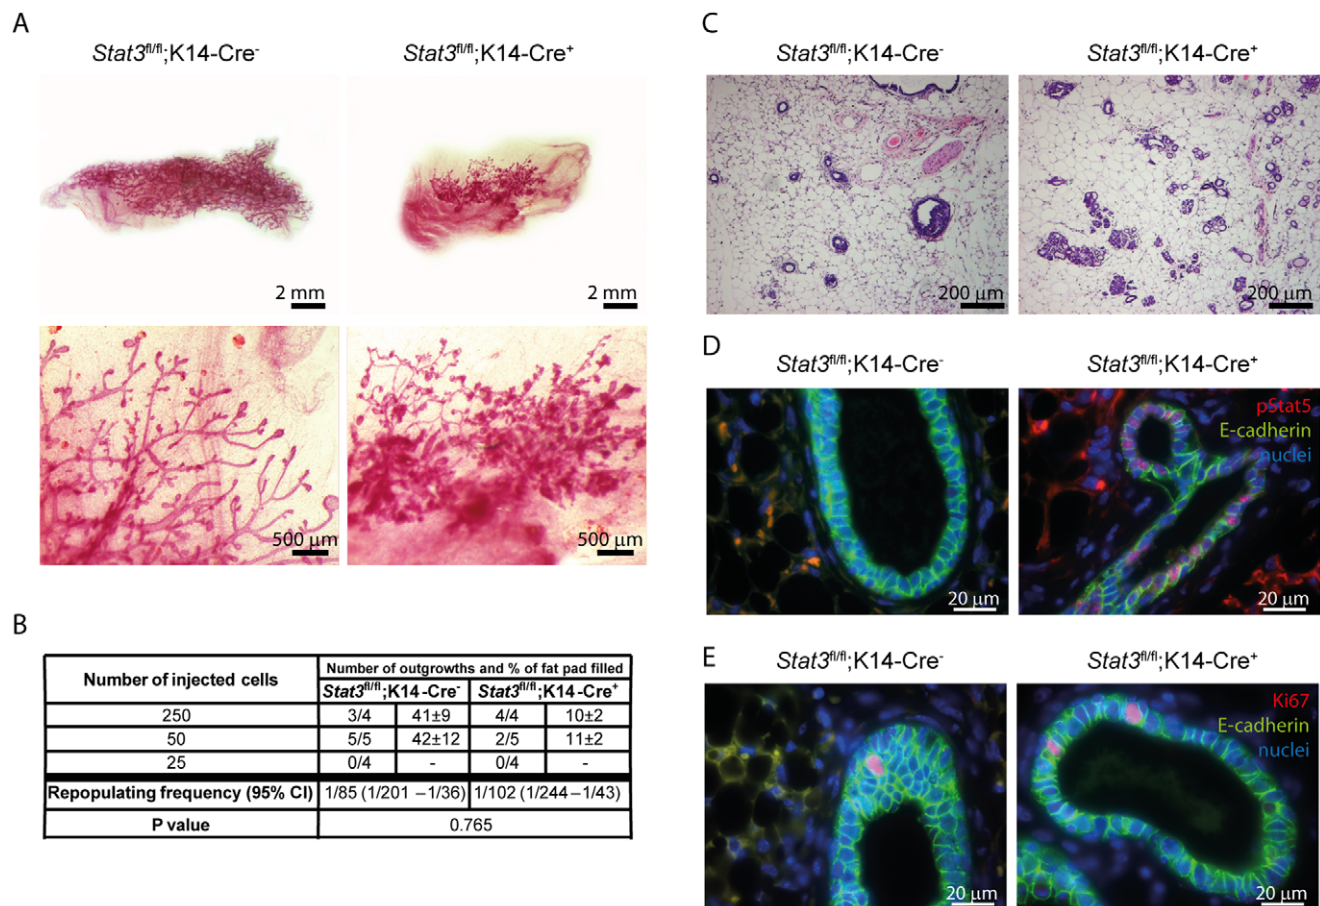 A
Stat3fl/fl;K14-Cre-
Stat3fl/fl;K14-Cre+
2 mm
2 mm
500 µm
500 µm
B
Number of injected cells
Number of outgrowths and % of fat pad filled
Stat3fl/fl;K14-Cre-
Stat3fl/fl;K14-Cre+
250 3/4 41±9 4/4 10±2
50 5/5 42±12 2/5 11±2
25 0/4 - 0/4 -
Repopulating frequency (95% CI) 1/85 (1/201 –1/36) 1/102 (1/244 –1/43)
P value 0.765
C
Stat3fl/fl;K14-Cre-
Stat3fl/fl;K14-Cre+
200 µm
200 µm
D
Stat3fl/fl;K14-Cre-
Stat3fl/fl;K14-Cre+
pStat5
E-cadherin
nuclei
20 µm
20 µm
E
Stat3fl/fl;K14-Cre-
Stat3fl/fl;K14-Cre+
Ki67
E-cadherin
nuclei
20 µm
20 µm